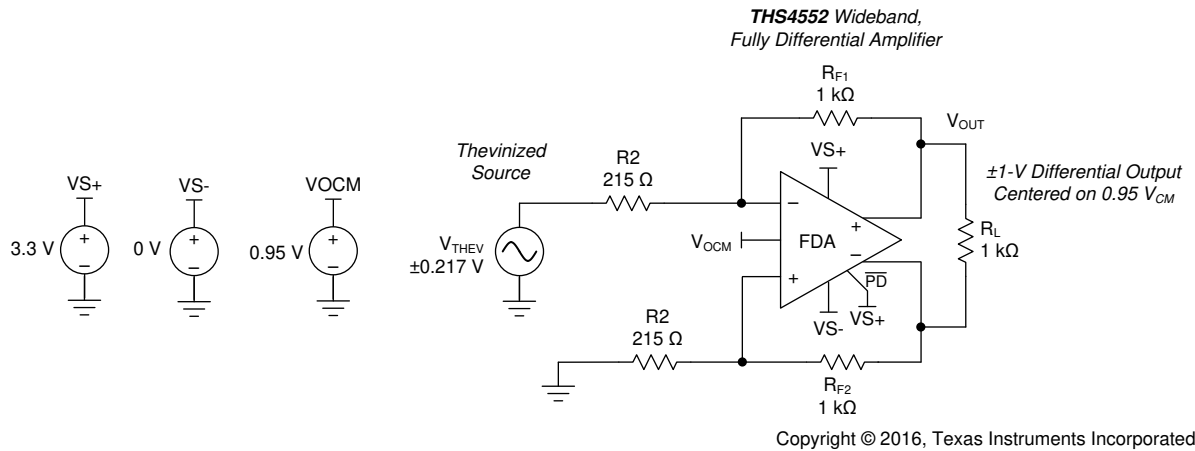 THS4552 Wideband,
Fully Differential Amplifier
RF1
1 kΩ
VOUT
Thevinized
Source
R2
215 Ω
VS+
±1-V Differential Output
Centered on 0.95 VCM
VS+
VS-
VOCM
3.3 V
+
−
0 V
+
−
0.95 V
+
−
VTHEV
±0.217 V
VOCM
−
+
FDA
+
−
PD
VS-
VS+
RL
1 kΩ
R2
215 Ω
RF2
1 kΩ
Copyright © 2016, Texas Instruments Incorporated